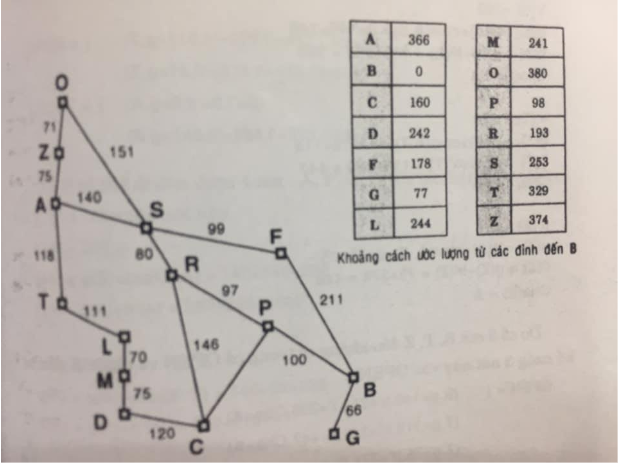 O
71
Z
151
75
A
140
S
99
F
80
R
118
97
211
T
111
P
L
146
100
70
M
B
75
66
D
120
C
G
A 366
B 0
C 160
D 242
F 178
G 77
L 244
M 241
O 380
P 98
R 193
S 253
T 329
Z 374
Khoảng cách ước lượng từ các đỉnh đến B